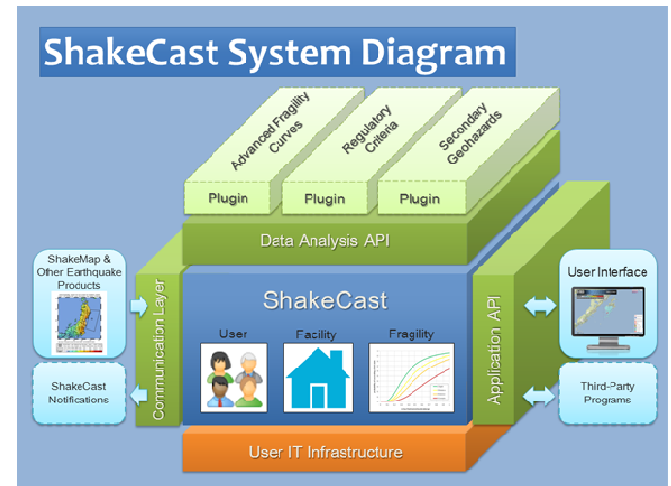 ShakeCast System Diagram
Advanced Fragility
Curves
Regulatory
Criteria
Secondary
Geohazards
Plugin
Plugin
Plugin
Data Analysis API
ShakeMap &
Other Earthquake
Products
ShakeCast
Notifications
Communication Layer
ShakeCast
User
Facility
Fragility
Application API
User Interface
Third-Party
Programs
User IT Infrastructure